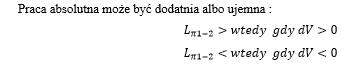 Praca absolutna może być dodatnia albo ujemna :
L_{π1−2} > wtedy gdy dV > 0
L_{π1−2} < wtedy gdy dV < 0